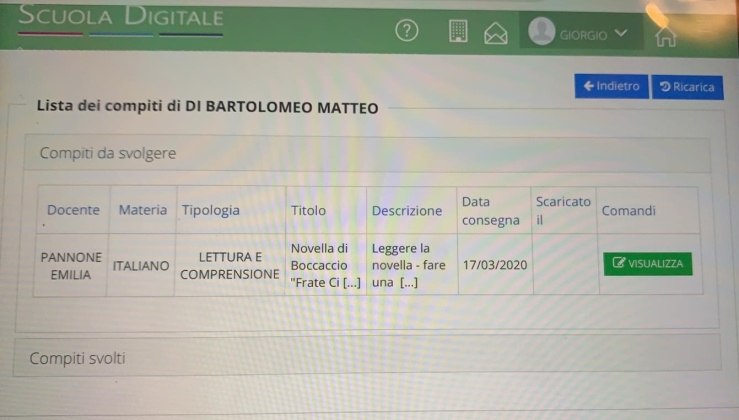 SCUOLA DIGITALE
GIORGIO
Indietro
Ricarica
Lista dei compiti di DI BARTOLOMEO MATTEO
Compiti da svolgere
Docente
Materia
Tipologia
Titolo
Descrizione
Data
consegna
Scaricato
il
Comandi
PANNONE
EMILIA
ITALIANO
LETTURA E
COMPRENSIONE
Novella di
Boccaccio
"Frate Ci [...]
Leggere la
novella - fare
una [...]
17/03/2020
VISUALIZZA
Compiti svolti